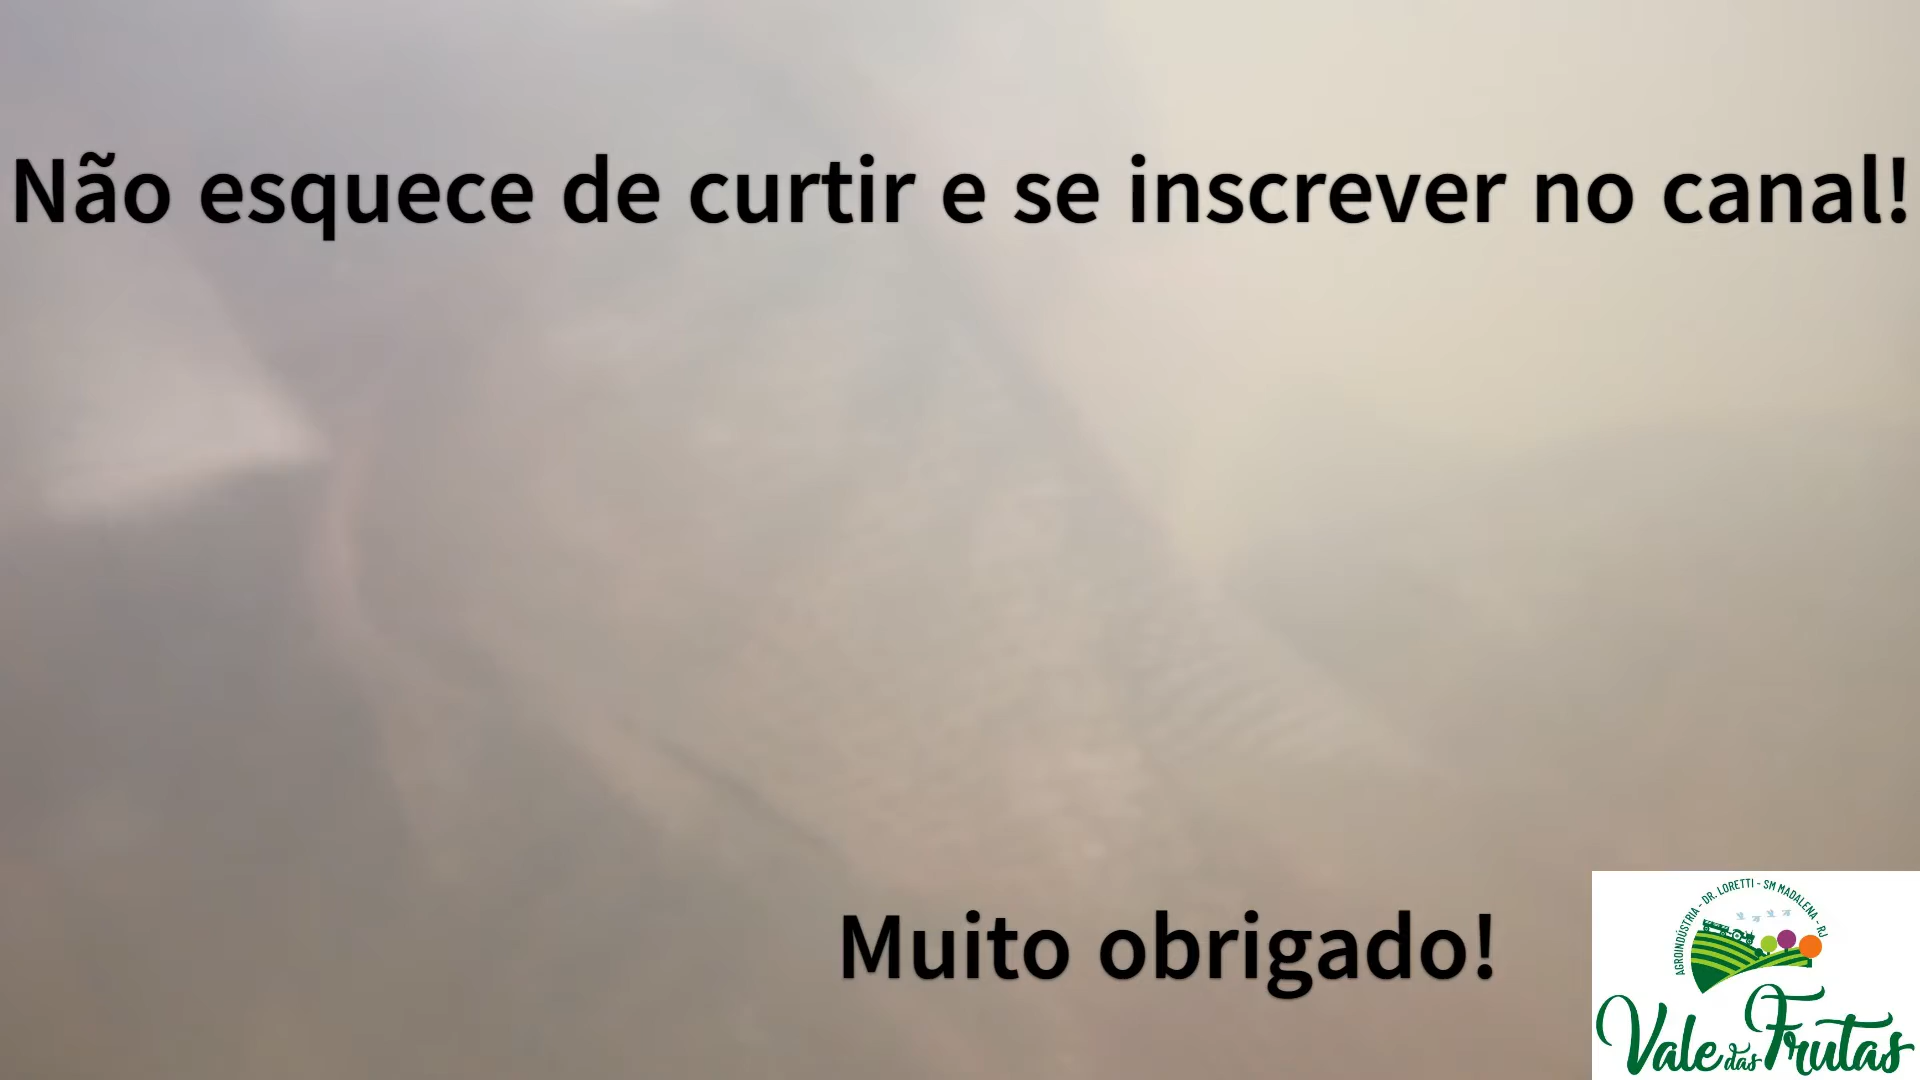 Não esquece de curtir e se inscrever no canal!
Muito obrigado!
AGROINDÚSTRIA - DR. LORETTI - SM MADALENA - RJ
Vale das Frutas